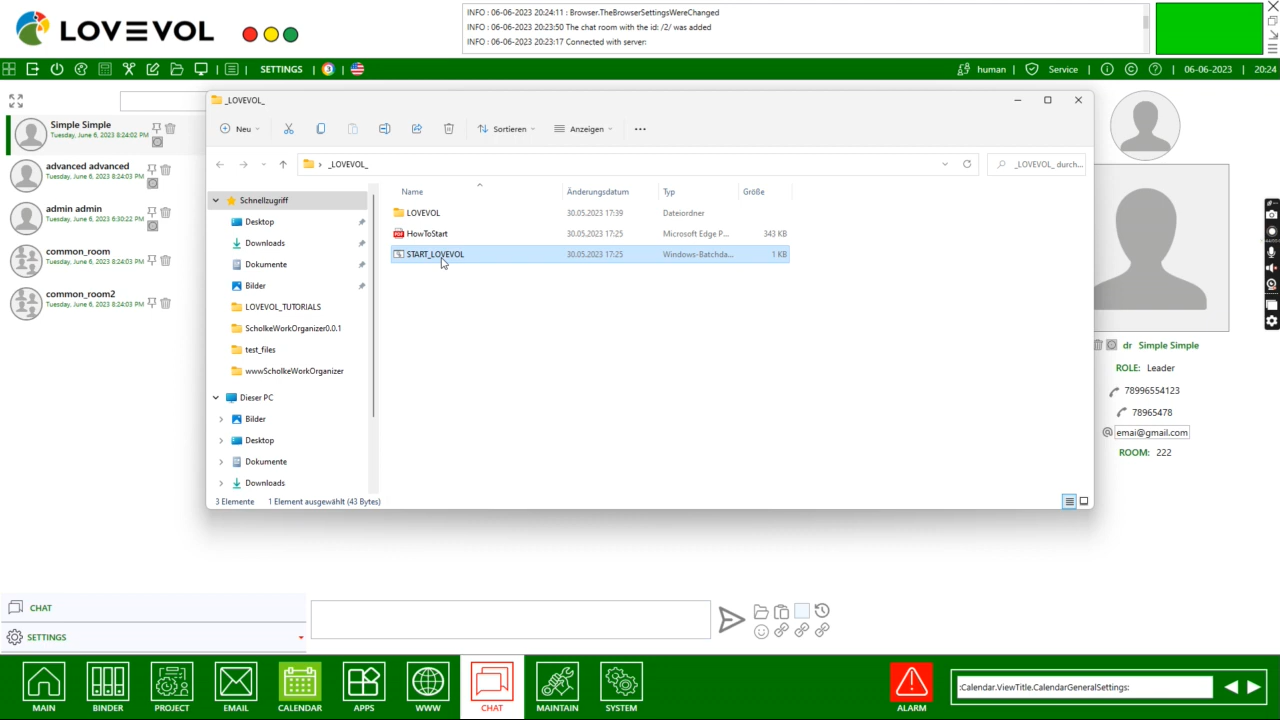 LOVEVOL
INFO : 06-06-2023 20:24:11 : Browser.TheBrowserSettingsWereChanged
INFO : 06-06-2023 20:23:50 The chat room with the id: /2/ was added
INFO : 06-06-2023 20:23:17 Connected with server:
SETTINGS
human
Service
06-06-2023
20:24
Simple Simple
Tuesday, June 6, 2023 8:24:02 PM
advanced advanced
Tuesday, June 6, 2023 8:24:03 PM
admin admin
Tuesday, June 6, 2023 6:30:22 PM
common_room
Tuesday, June 6, 2023 8:24:03 PM
common_room2
Tuesday, June 6, 2023 8:24:03 PM
_LOVEVOL_
Neu
Sortieren
Anzeigen
_LOVEVOL_
_LOVEVOL_ durch...
Schnellzugriff
Desktop
Downloads
Dokumente
Bilder
LOVEVOL_TUTORIALS
ScholkeWorkOrganizer0.0.1
test_files
wwwScholkeWorkOrganizer
Dieser PC
Bilder
Desktop
Dokumente
Downloads
Name Änderungsdatum Typ Größe
LOVEVOL 30.05.2023 17:39 Dateiordner
HowToStart 30.05.2023 17:25 Microsoft Edge P... 343 KB
START_LOVEVOL 30.05.2023 17:25 Windows-Batchda... 1 KB
3 Elemente 1 Element ausgewählt (43 Bytes)
dr Simple Simple
ROLE: Leader
78996554123
78965478
emai@gmail.com
ROOM: 222
CHAT
SETTINGS
MAIN
BINDER
PROJECT
EMAIL
CALENDAR
APPS
WWW
CHAT
MAINTAIN
SYSTEM
ALARM
:Calendar.ViewTitle.CalendarGeneralSettings: